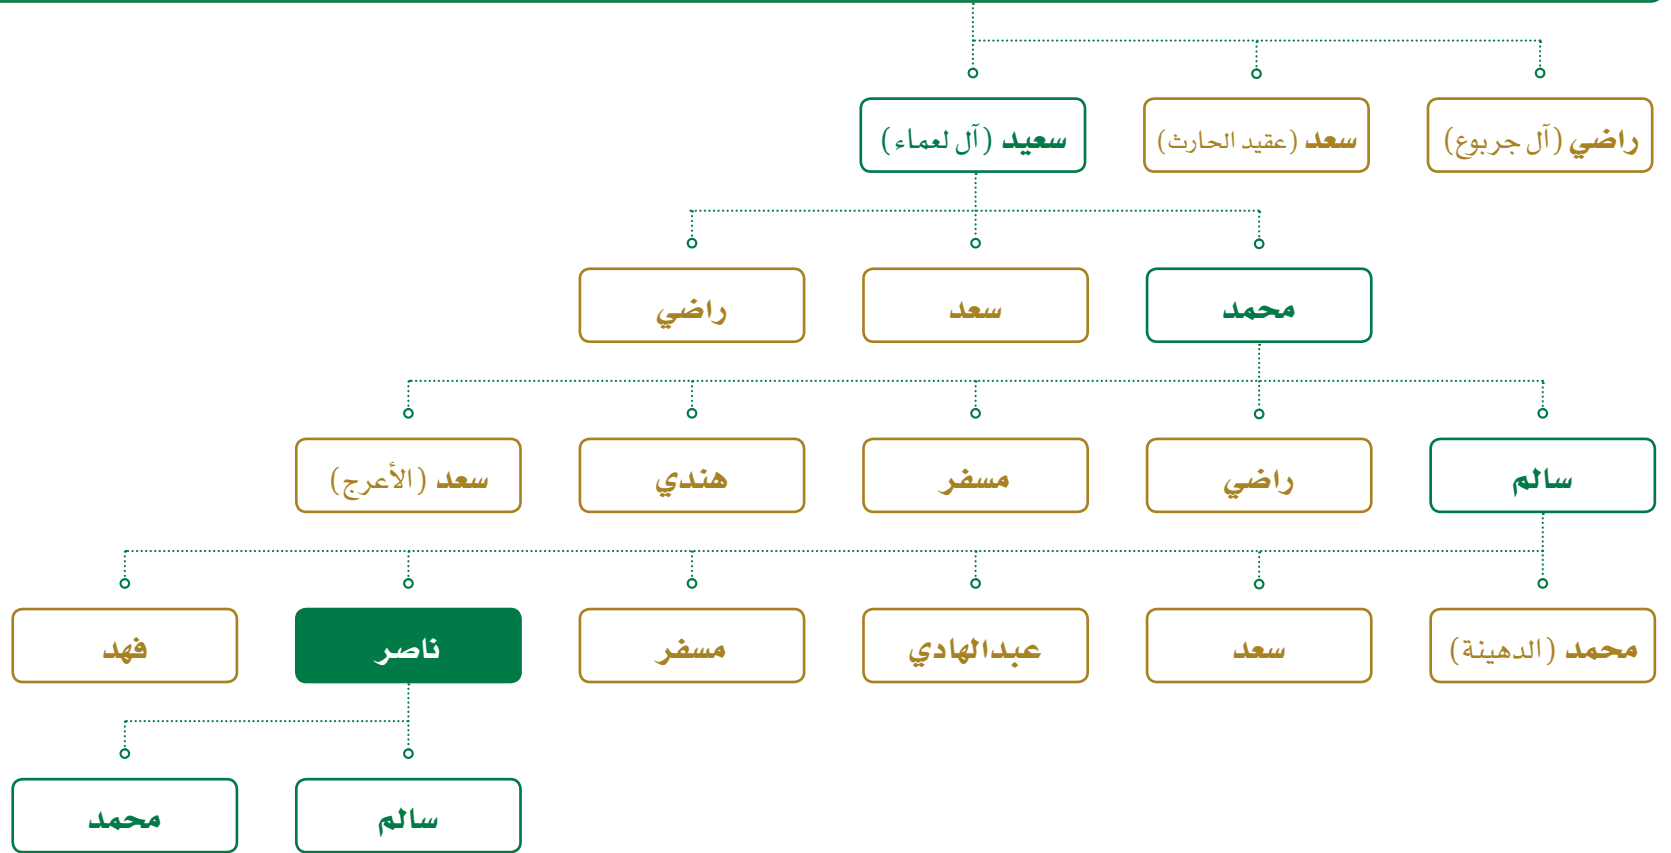 راضي (آل جربوع)
سعد (عقيد الحارث)
سعيد (آل لعماء)
محمد
سعد
راضي
سالم
راضي
مسفر
هندي
سعد (الأعرج)
محمد (الدهينة)
سعد
عبدالهادي
مسفر
ناصر
فهد
سالم
محمد